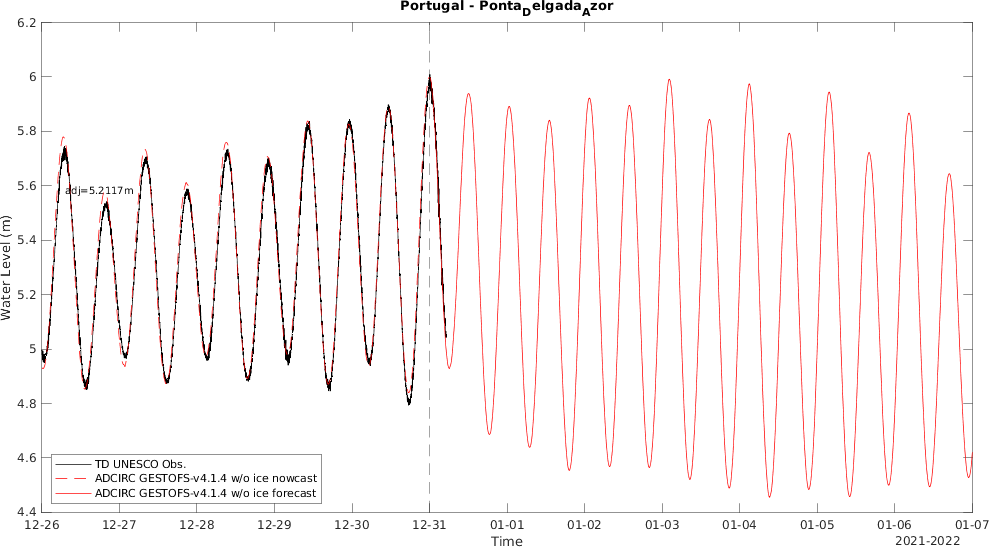 Portugal - PontaDelgadaAzor
6.2
6
5.8
5.6
5.4
5.2
5
4.8
4.6
4.4
Water Level (m)
adj=5.2117m
TD UNESCO Obs.
ADCIRC GESTOFS-v4.1.4 w/o ice nowcast
ADCIRC GESTOFS-v4.1.4 w/o ice forecast
12-26 12-27 12-28 12-29 12-30 12-31 01-01 01-02 01-03 01-04 01-05 01-06 01-07
Time
2021-2022